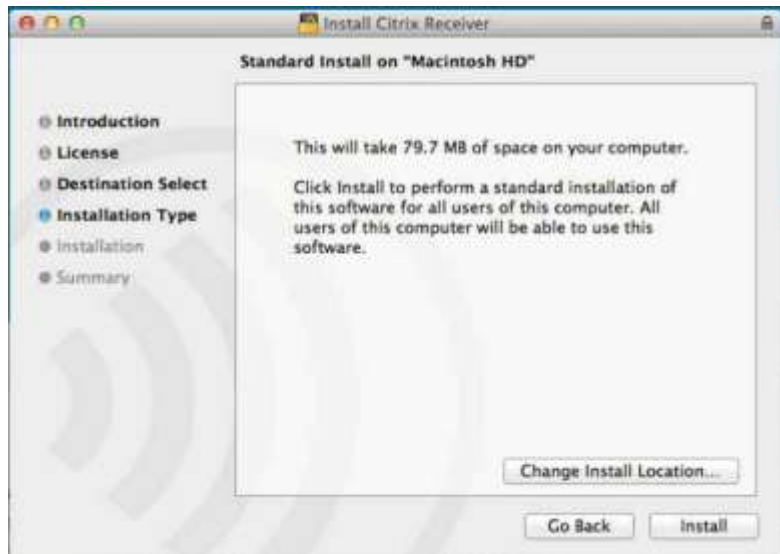 Install Citrix Receiver
Standard Install on "Macintosh HD"
Introduction
License
Destination Select
Installation Type
Installation
Summary
This will take 79.7 MB of space on your computer.
Click Install to perform a standard installation of
this software for all users of this computer. All
users of this computer will be able to use this
software.
Change Install Location...
Go Back
Install